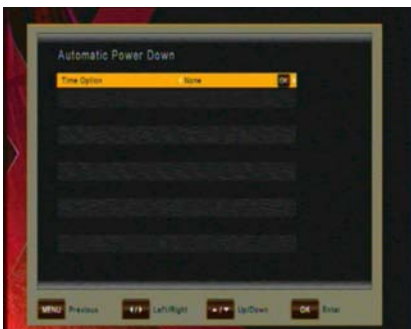 Automatic Power Down
Time Option None OK
MENU Previous Left/Right Up/Down OK Enter